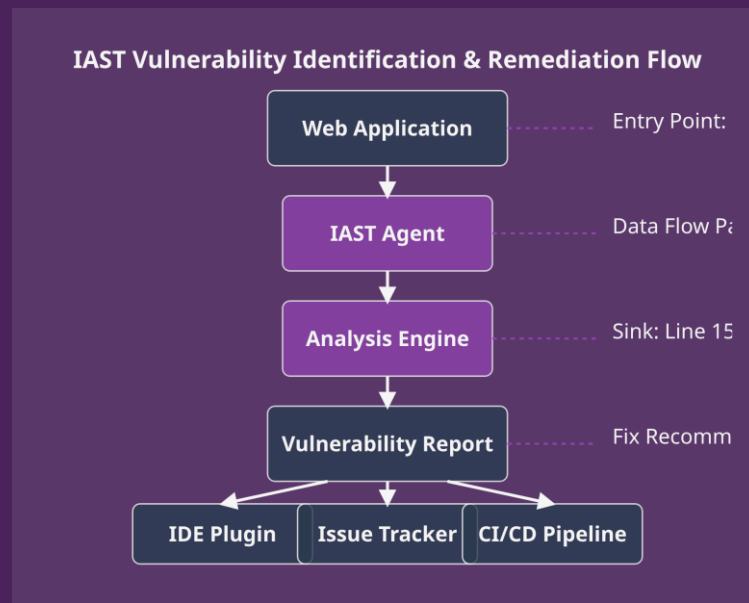 IAST Vulnerability Identification & Remediation Flow
Web Application
Entry Point:
IAST Agent
Data Flow
Analysis Engine
Sink: Line 15
Vulnerability Report
Fix Recomm
IDE Plugin
Issue Tracker
CI/CD Pipeline